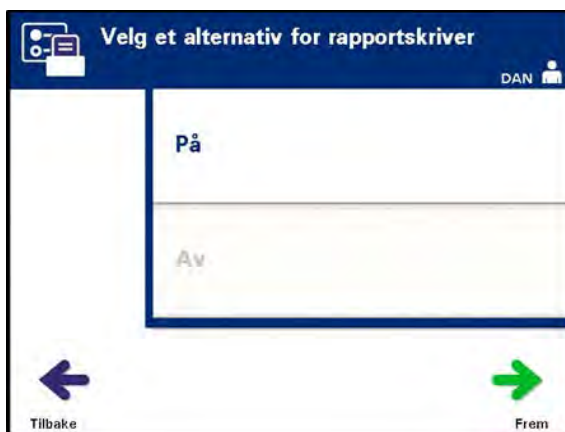 Velg et alternativ for rapportskriver
DAN
På
Av
Tilbake
Frem